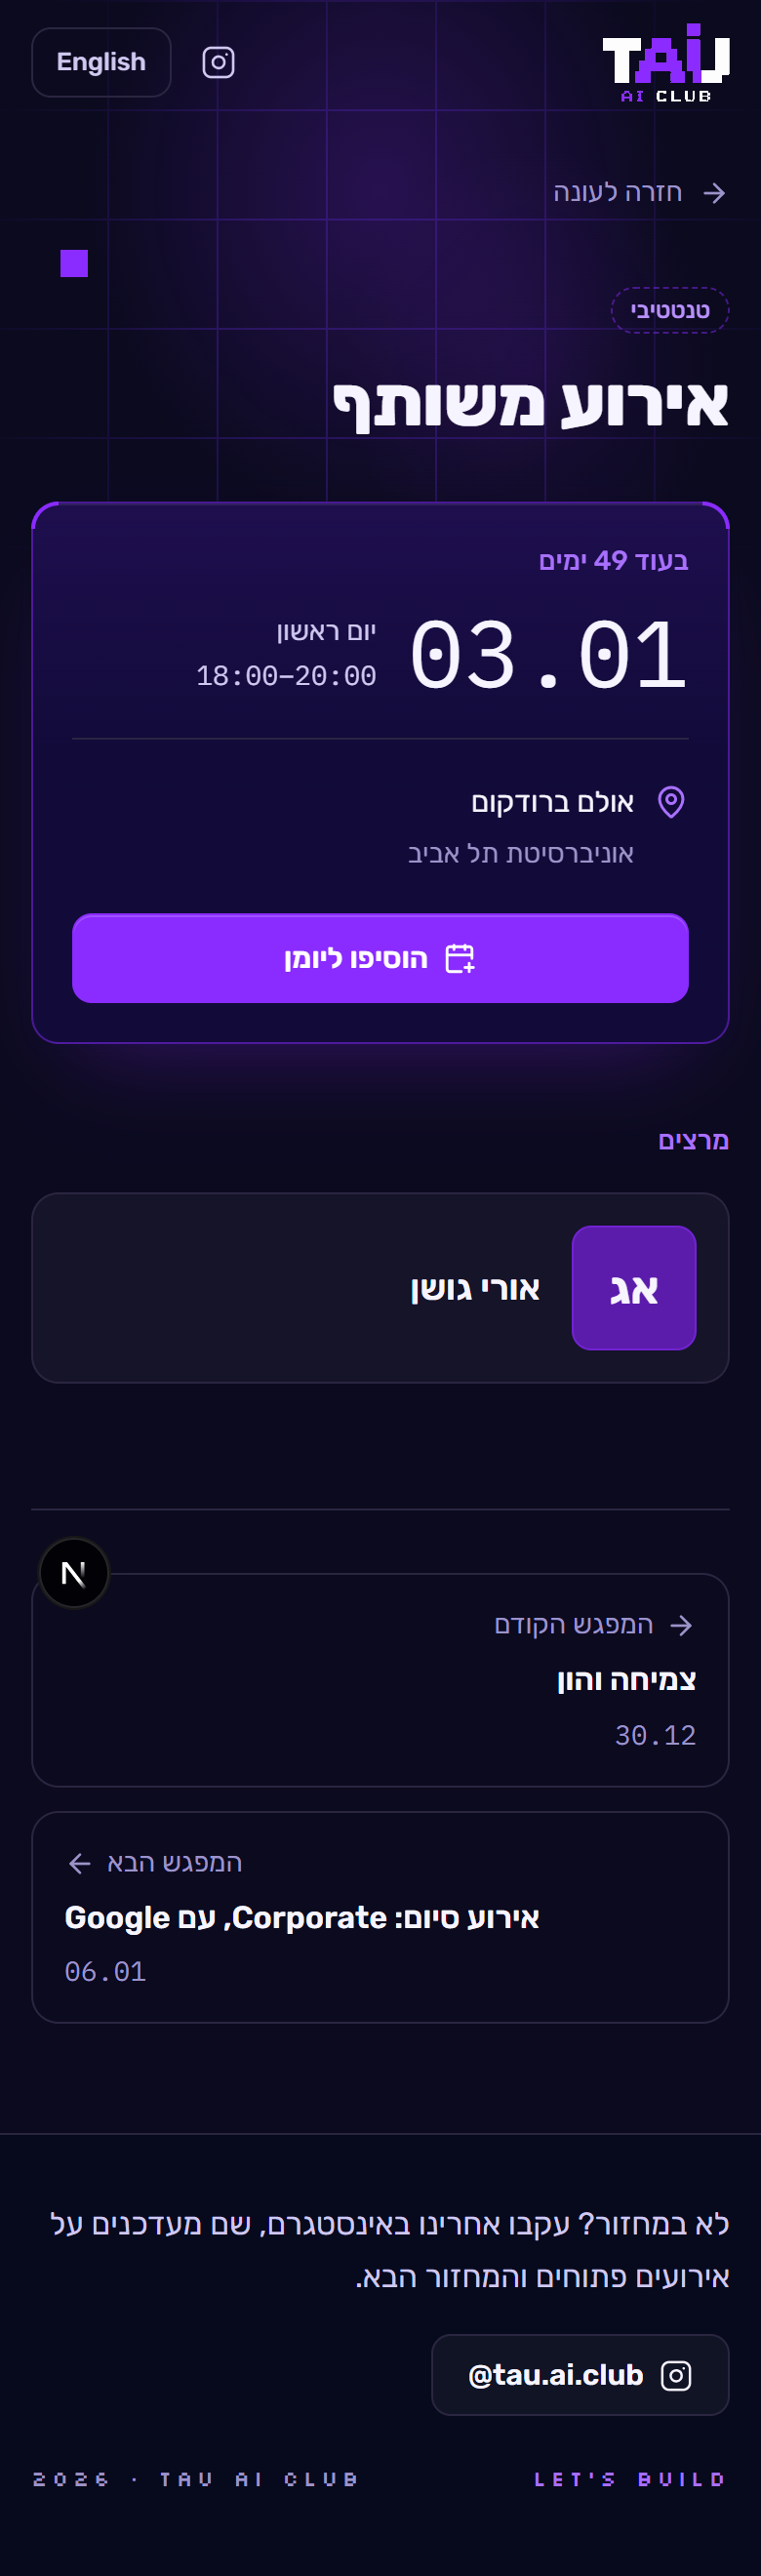 TAU
AI CLUB
English
חזרה לעונה
טנטטיבי
אירוע משותף
בעוד 49 ימים
03.01
יום ראשון
18:00–20:00
אולם ברודקום
אוניברסיטת תל אביב
הוסיפו ליומן
מרצים
אג
אורי גושן
N
המפגש הקודם
צמיחה והון
30.12
המפגש הבא
אירוע סיום: Corporate, עם Google
06.01
לא במחזור? עקבו אחרינו באינסטגרם, שם מעדכנים על
אירועים פתוחים והמחזור הבא.
@tau.ai.club
LET'S BUILD
2026 · TAU AI CLUB